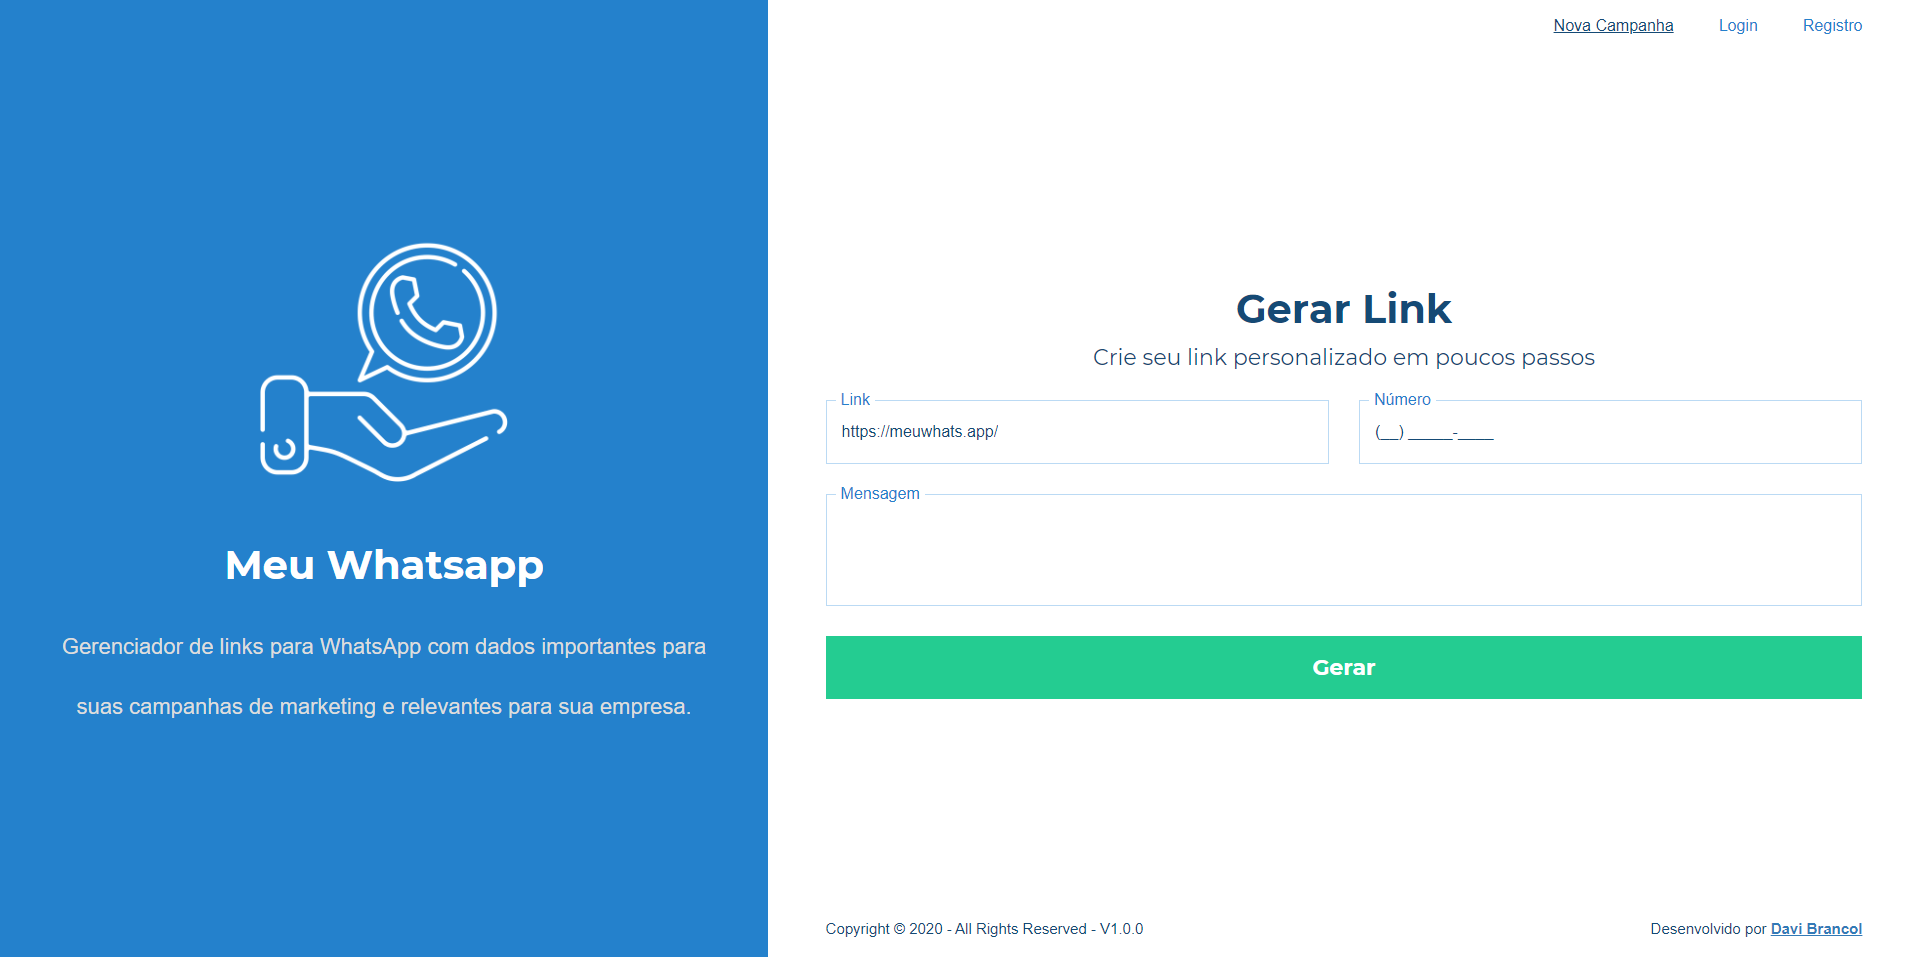 Nova Campanha Login Registro
Meu Whatsapp
Gerenciador de links para WhatsApp com dados importantes para
suas campanhas de marketing e relevantes para sua empresa.
Gerar Link
Crie seu link personalizado em poucos passos
Link
https://meuwhats.app/
Número
(__) _____-____
Mensagem
Gerar
Copyright © 2020 - All Rights Reserved - V1.0.0
Desenvolvido por Davi Brancol